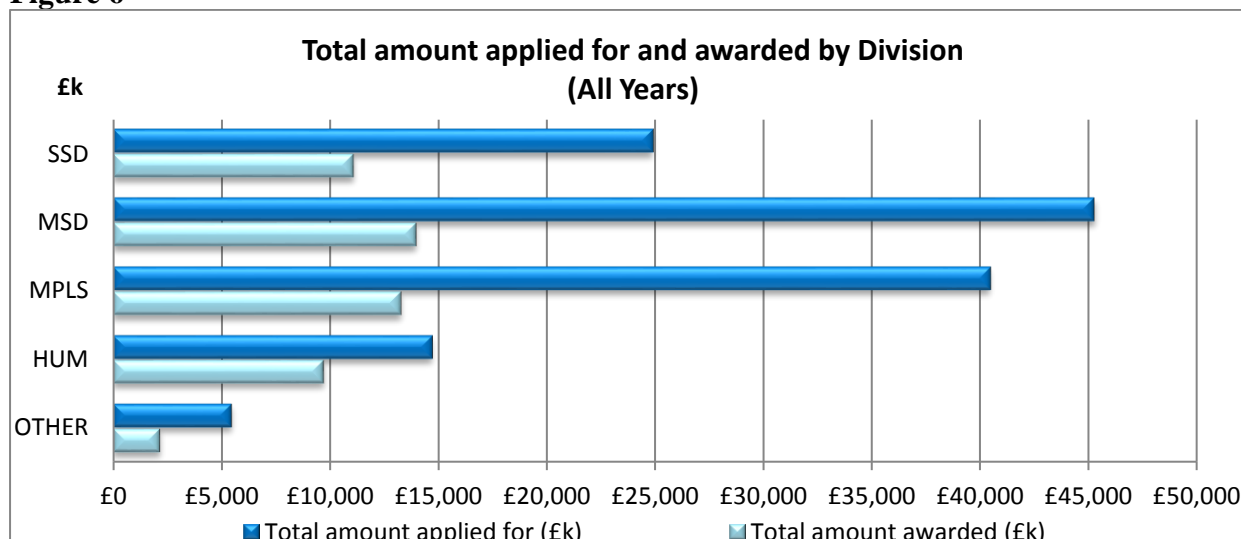 Total amount applied for and awarded by Division
(All Years)
£k
SSD
MSD
MPLS
HUM
OTHER
£0 £5,000 £10,000 £15,000 £20,000 £25,000 £30,000 £35,000 £40,000 £45,000 £50,000
Total amount applied for (£k) Total amount awarded (£k)